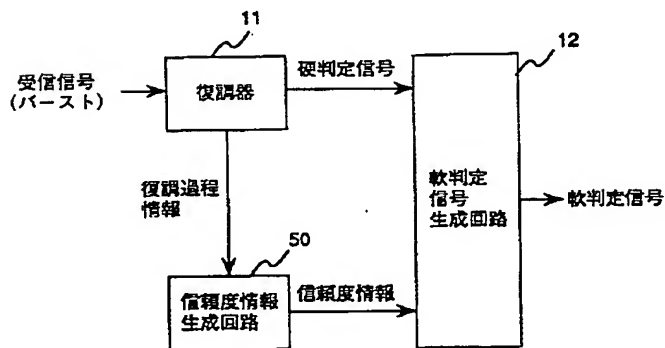 11
12
受信信号
(バースト)
復調器
硬判定信号
復調過程
情報
軟判定
信号
生成回路
軟判定信号
50
信頼度情報
生成回路
信頼度情報